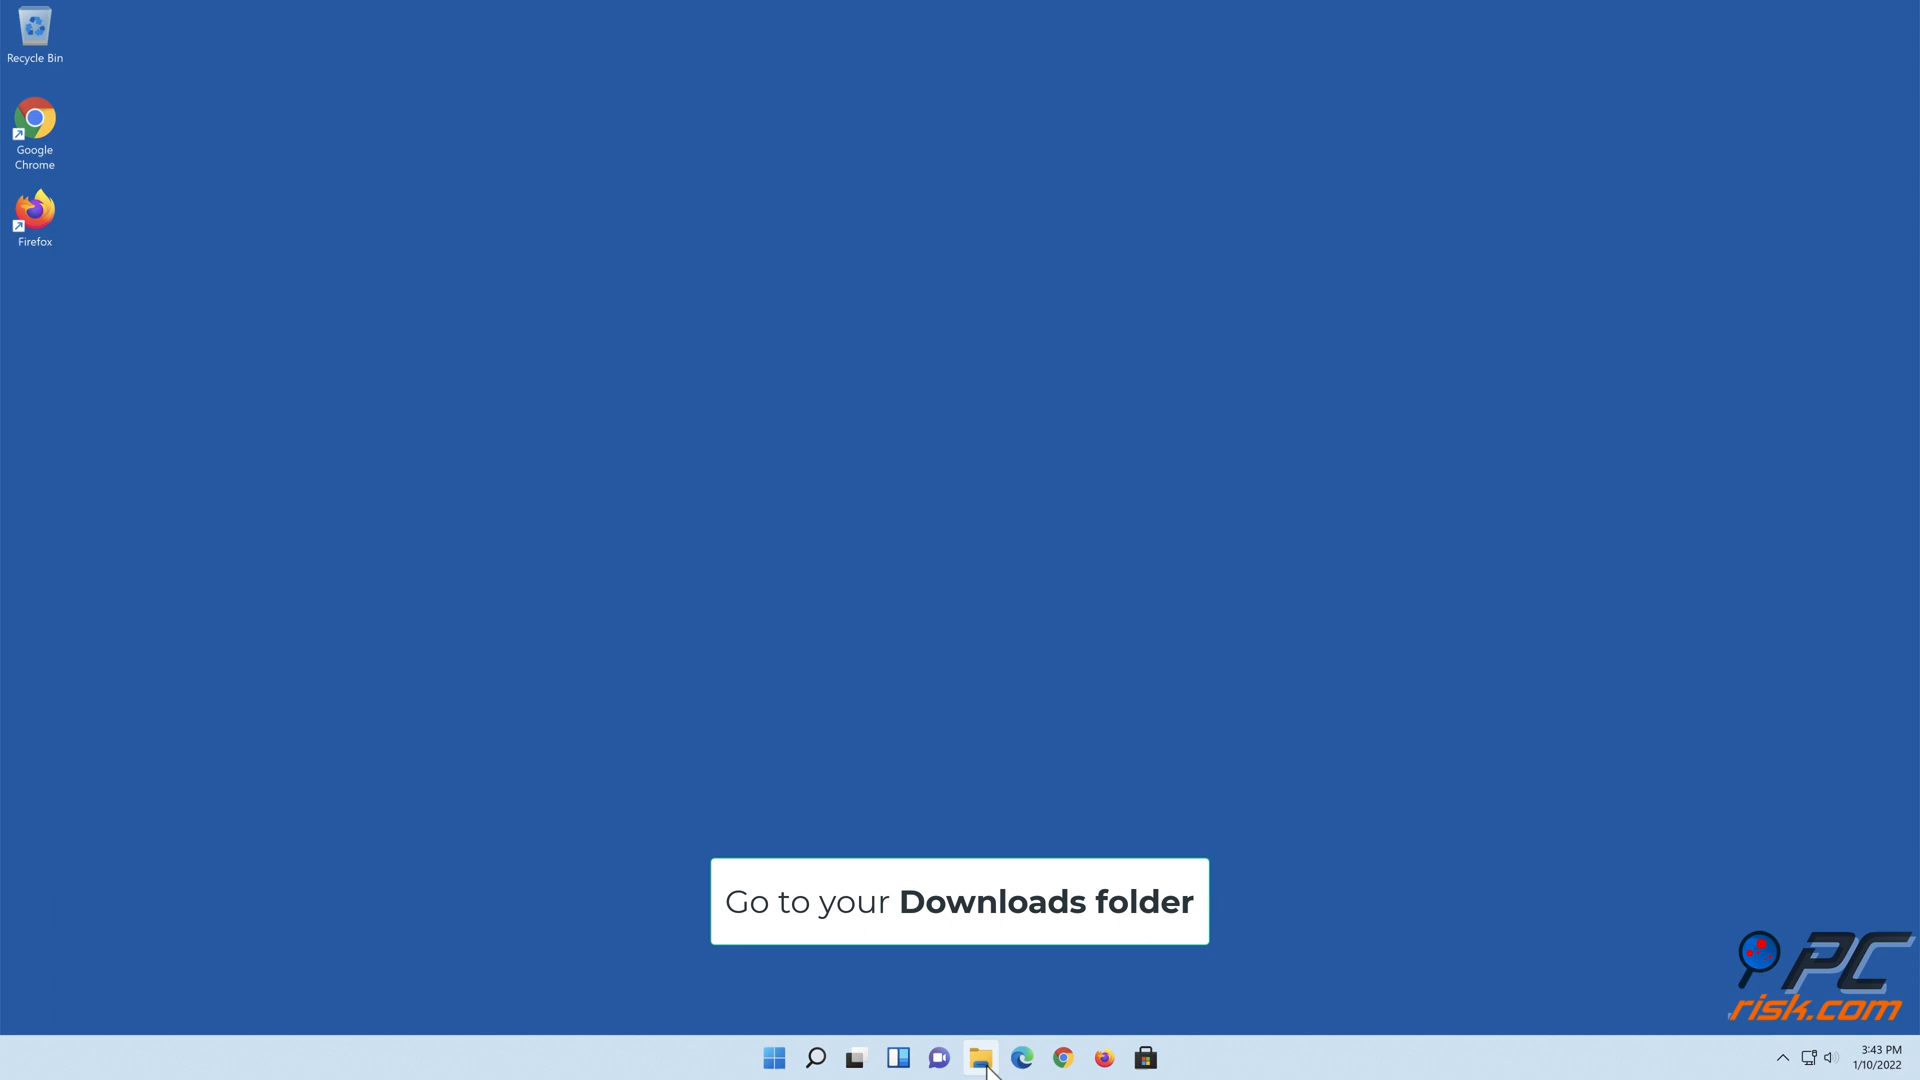 Recycle Bin
Google
Chrome
Firefox
Go to your Downloads folder
PC
risk.com
3:43 PM
1/10/2022